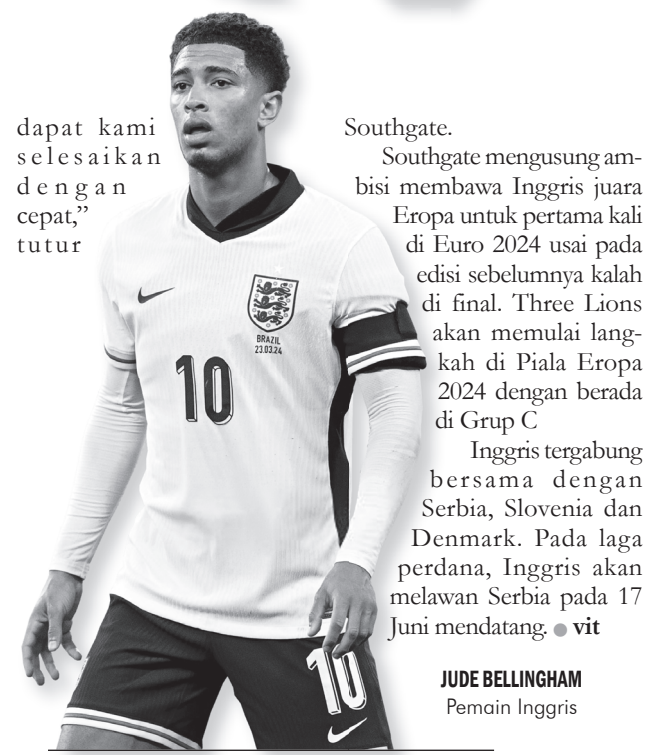 dapat kami
selesaikan
dengan
cepat,”
tutur
Southgate.
Southgate mengusung am-
bisi membawa Inggris juara
Eropa untuk pertama kali
di Euro 2024 usai pada
edisi sebelumnya kalah
di final. Three Lions
akan memulai lang-
kah di Piala Eropa
2024 dengan berada
di Grup C
Inggris tergabung
bersama dengan
Serbia, Slovenia dan
Denmark. Pada laga
perdana, Inggris akan
melawan Serbia pada 17
Juni mendatang. ● vit
BRAZIL
23.03.24
10
10
JUDE BELLINGHAM
Pemain Inggris